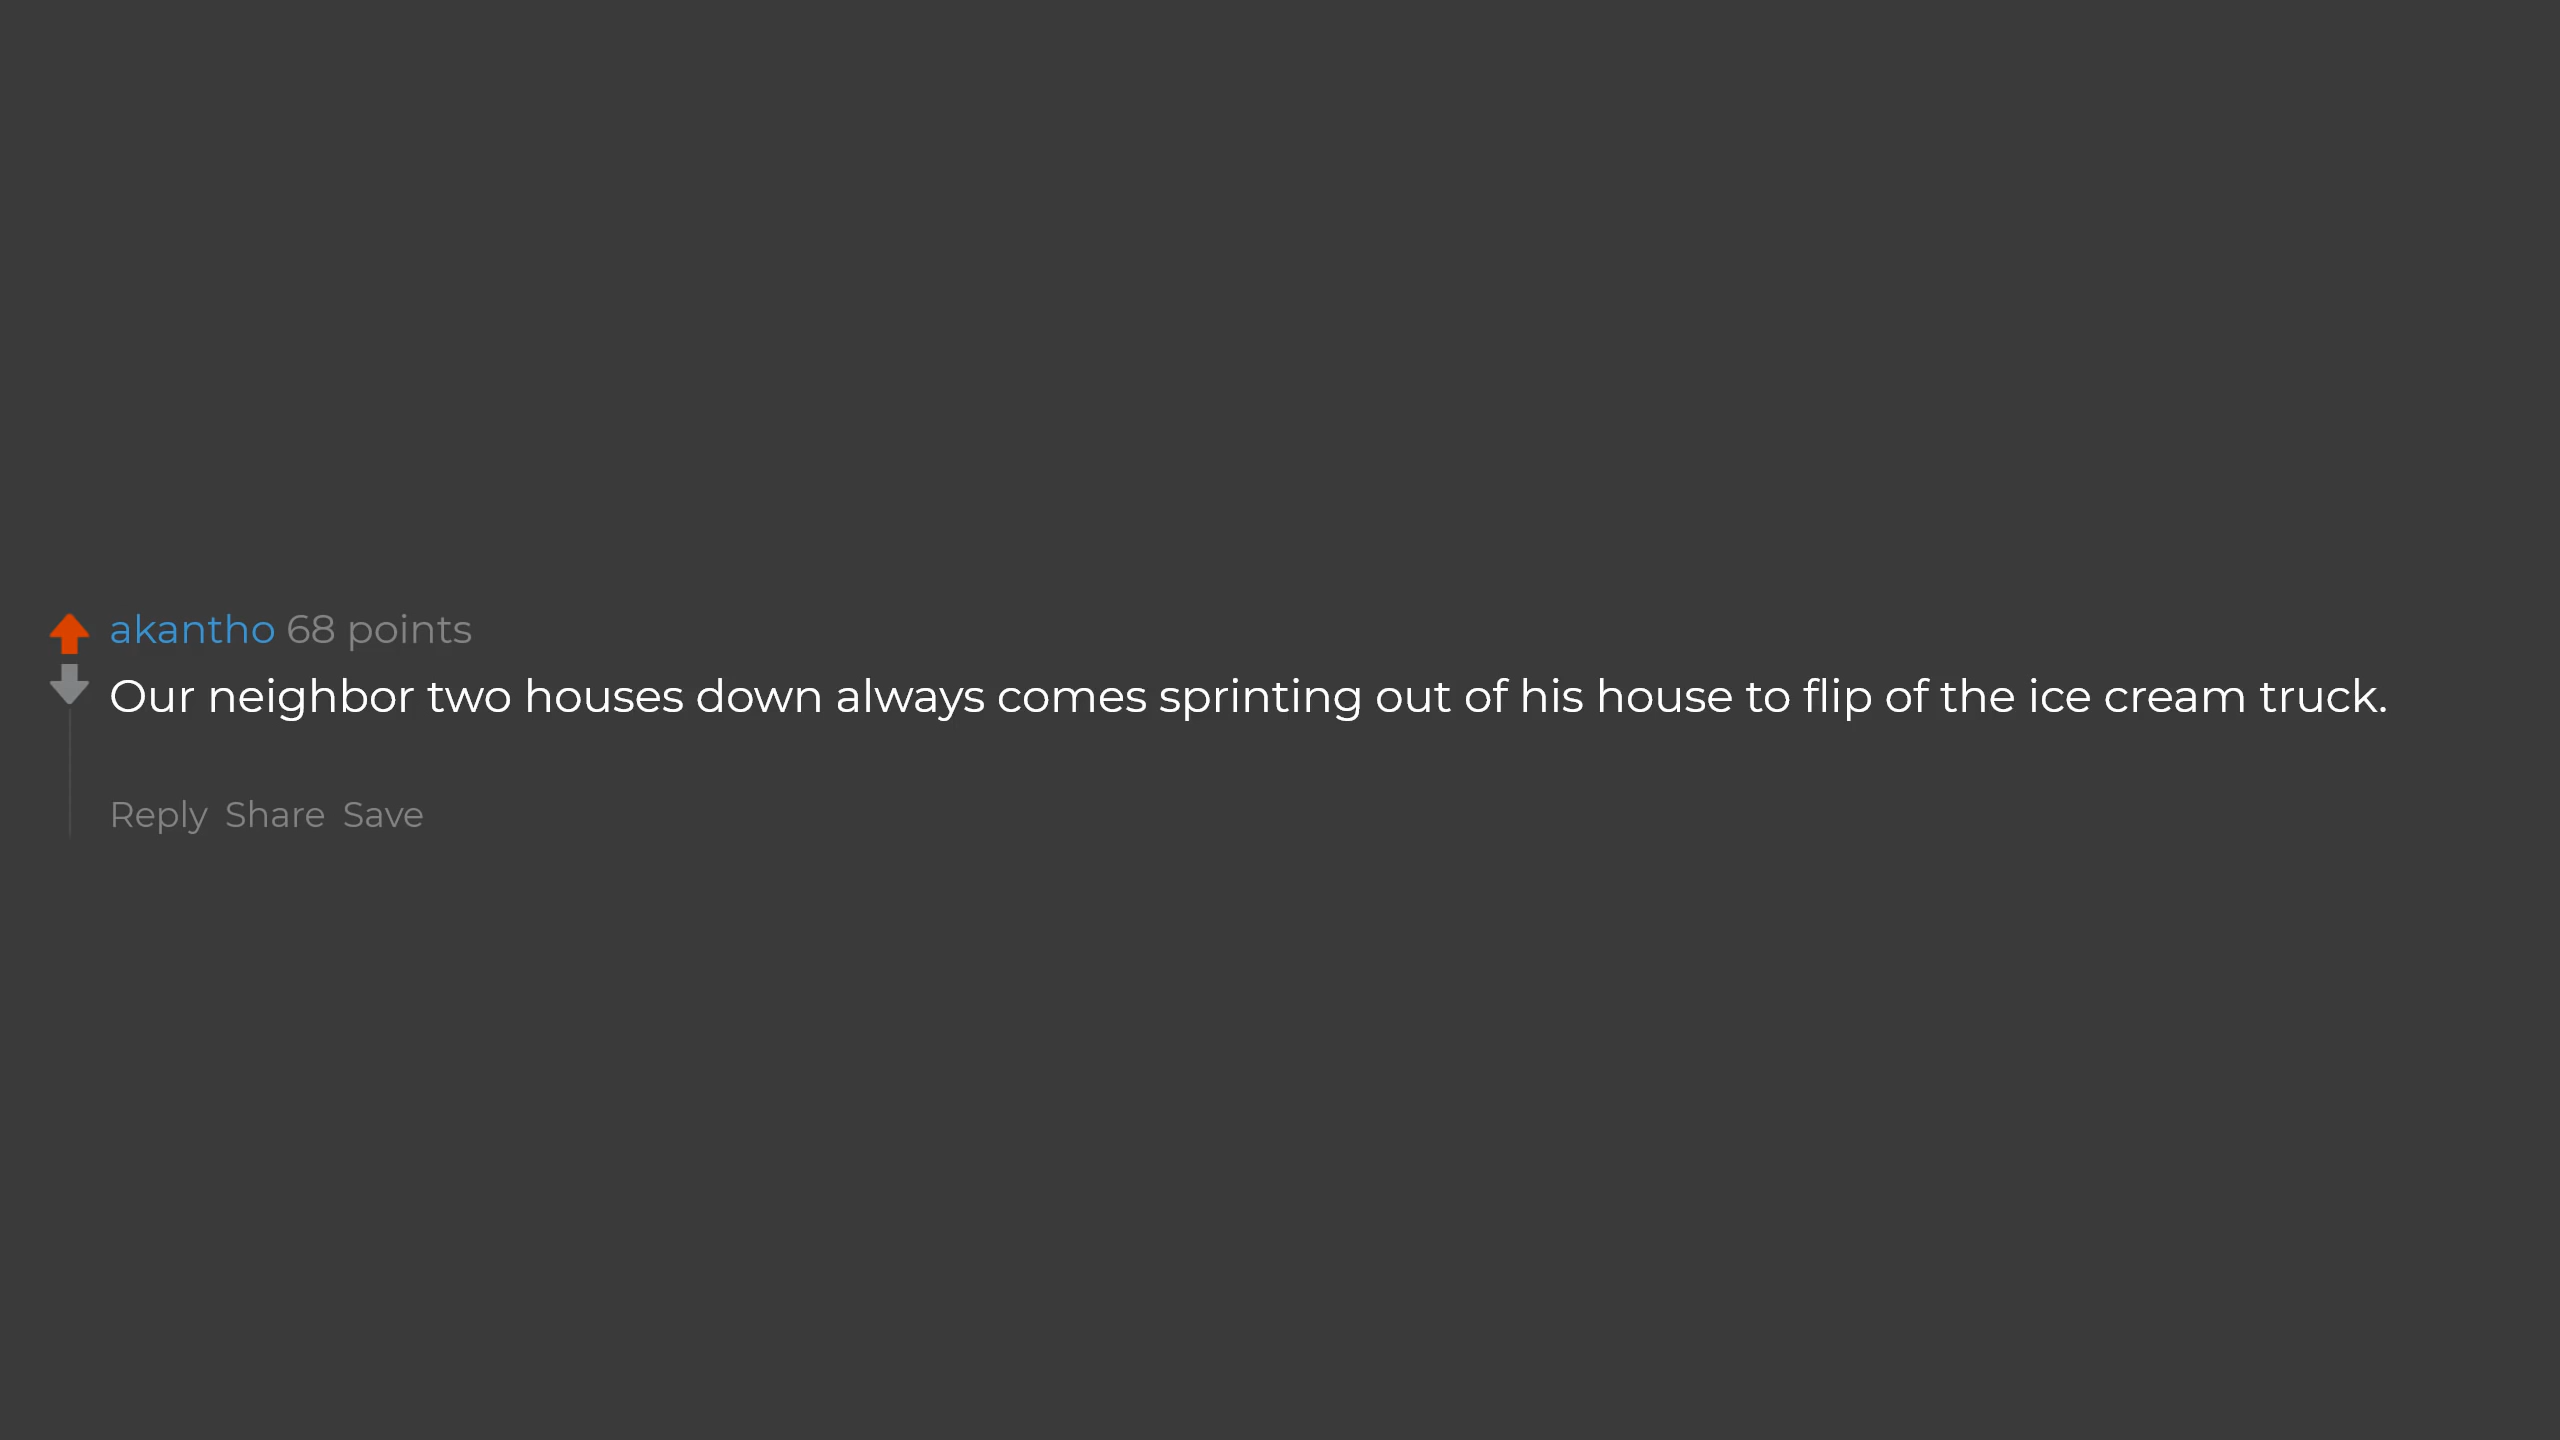 akantho 68 points
Our neighbor two houses down always comes sprinting out of his house to flip of the ice cream truck.
Reply Share Save